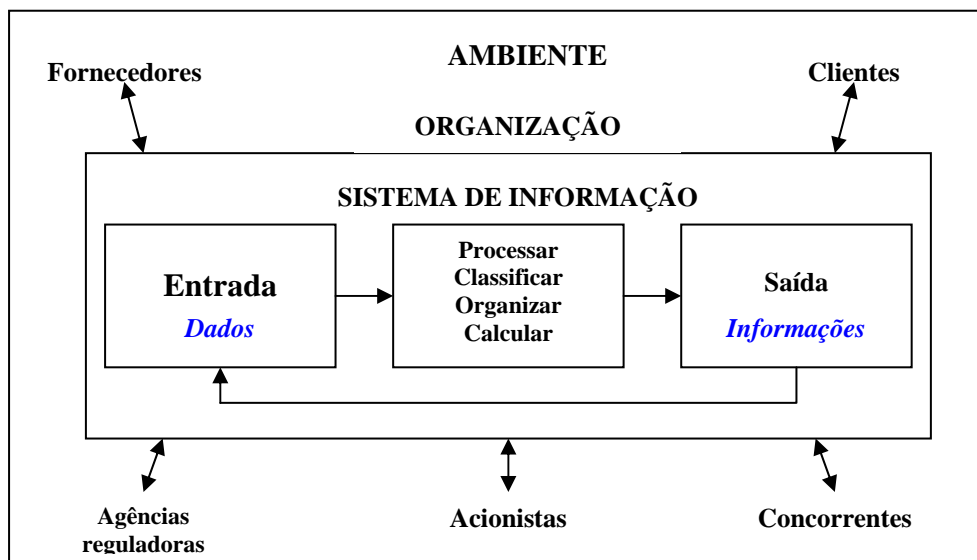 AMBIENTE
Fornecedores
Clientes
ORGANIZAÇÃO
SISTEMA DE INFORMAÇÃO
Entrada
Dados
Processar
Classificar
Organizar
Calcular
Saída
Informações
Agências
reguladoras
Acionistas
Concorrentes